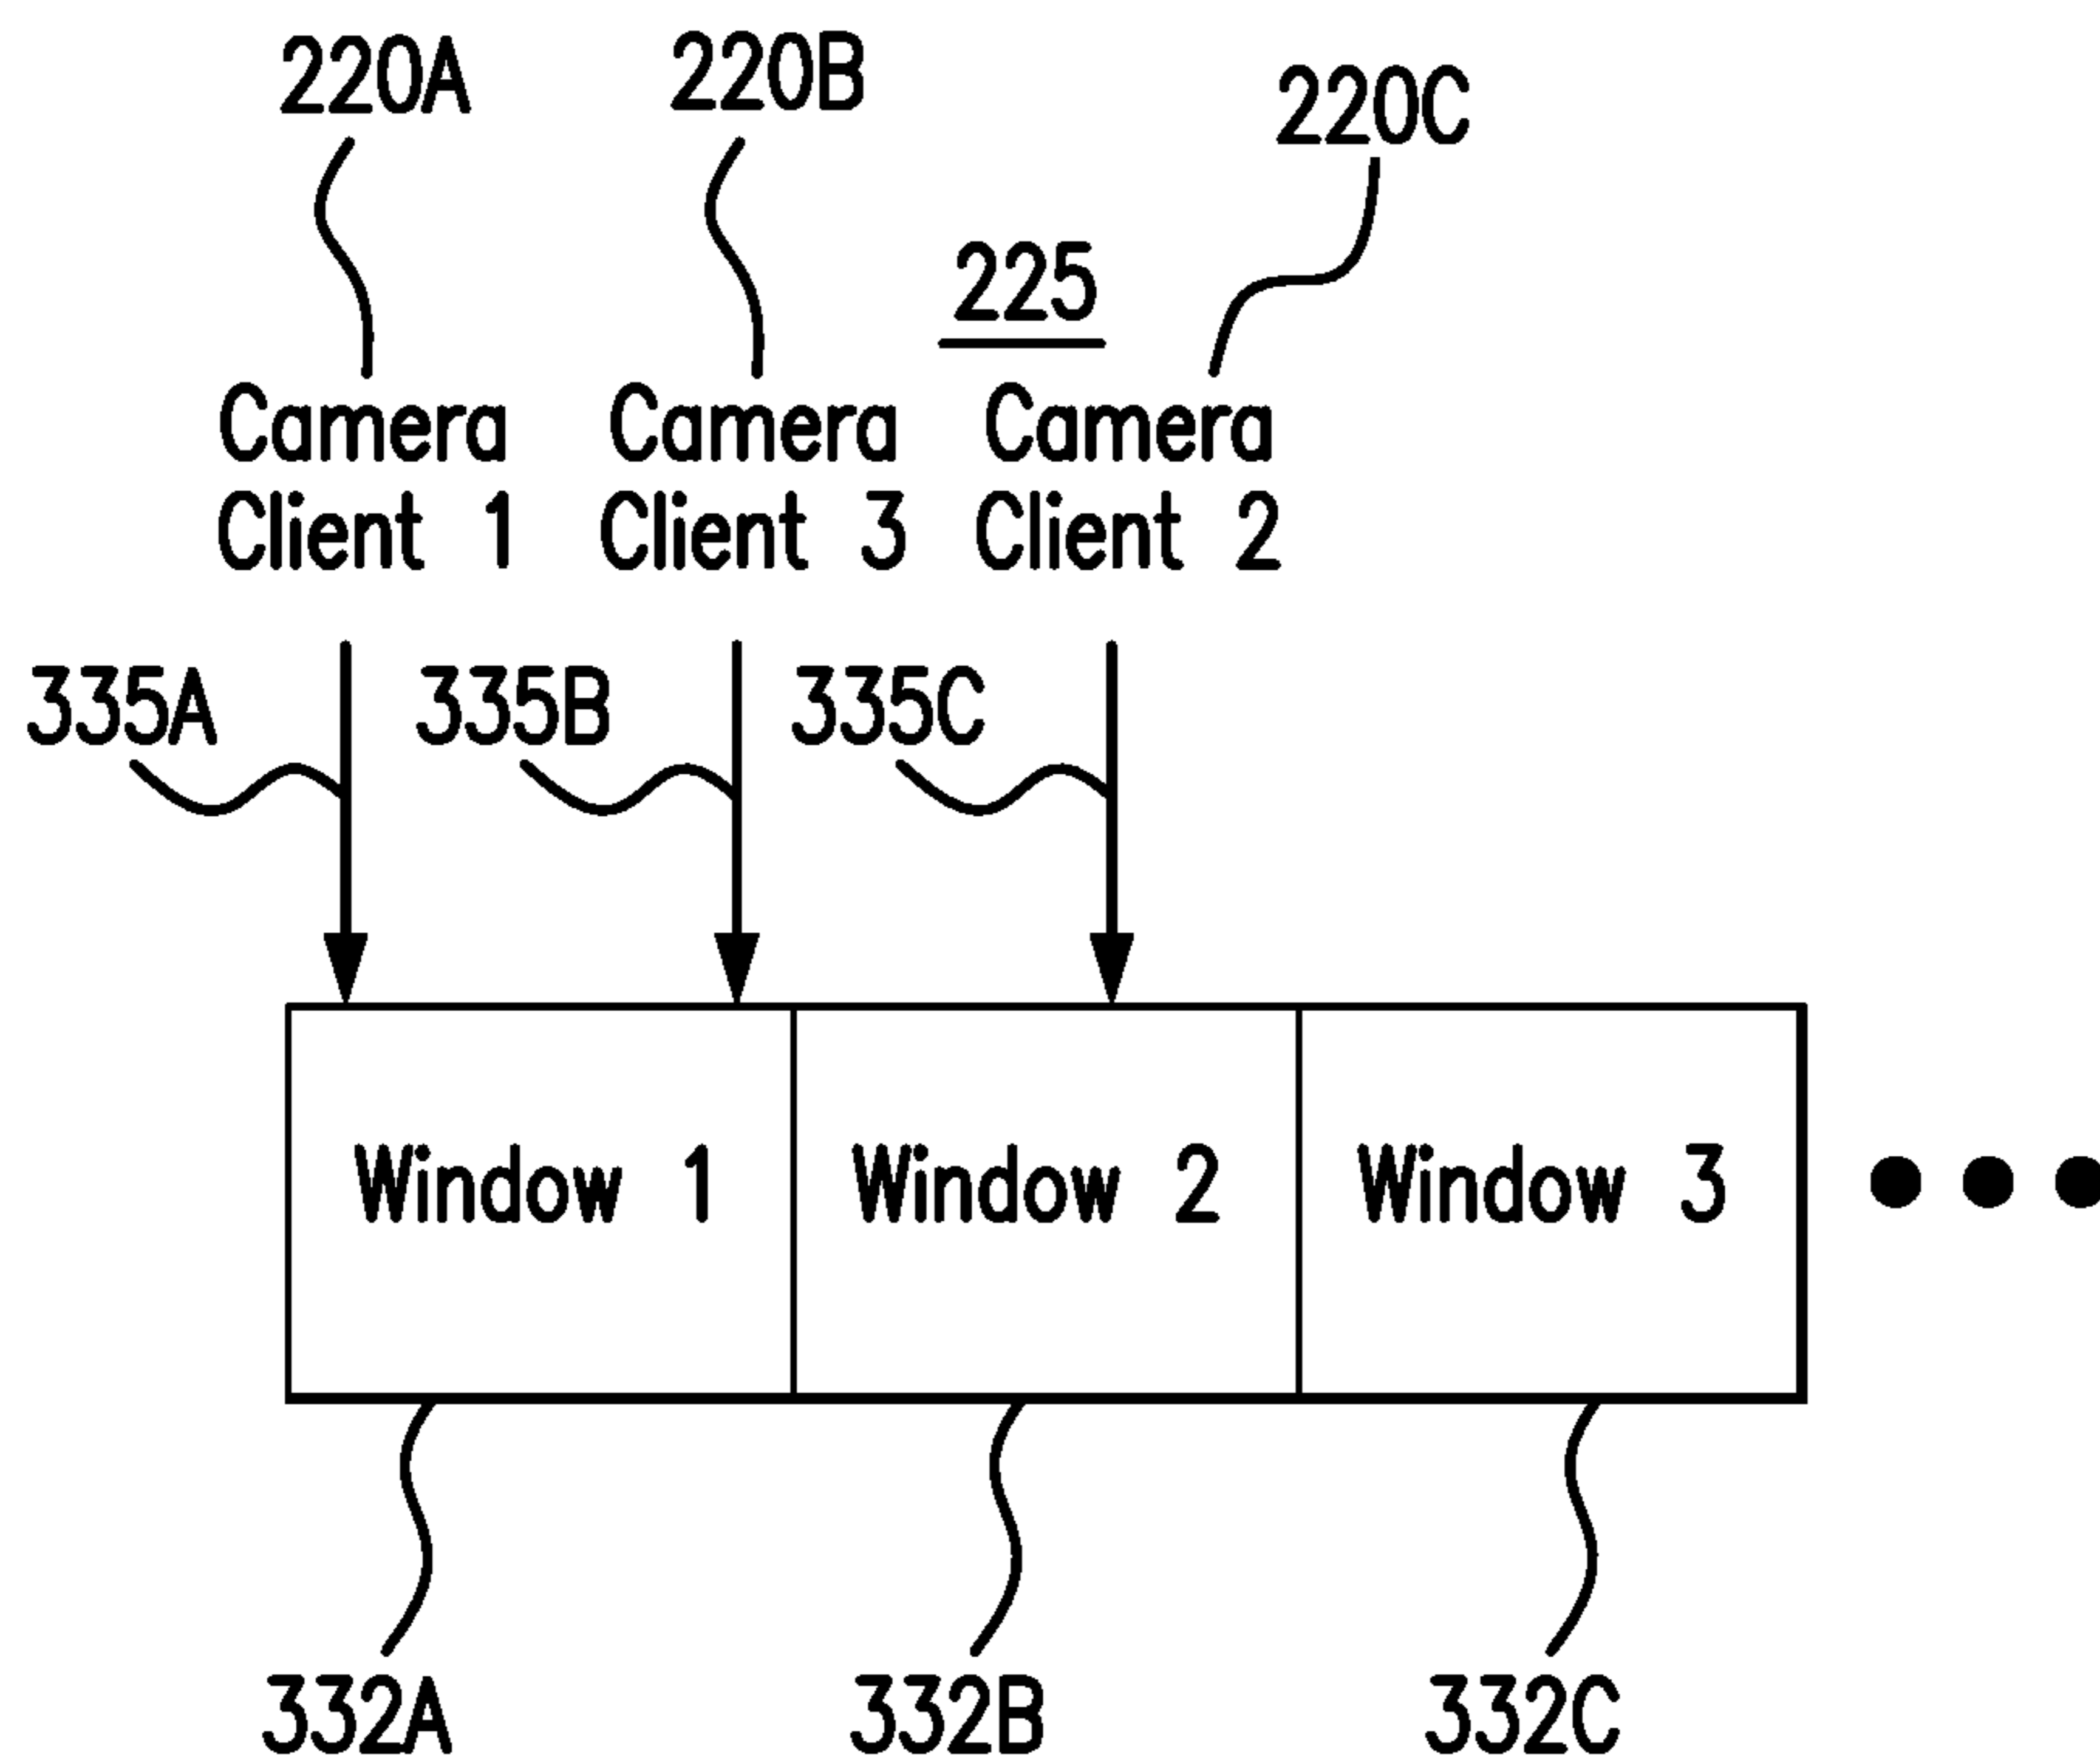 220A 220B 220C
225
Camera Camera Camera
Client 1 Client 3 Client 2
335A 335B 335C
Window 1 Window 2 Window 3
332A 332B 332C